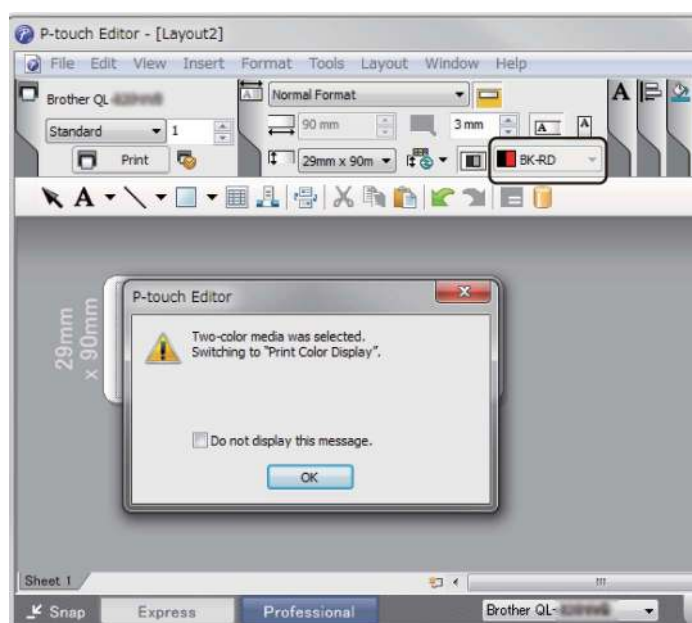 P-touch Editor - [Layout2]
File Edit View Insert Format Tools Layout Window Help
Brother QL
Normal Format
A
Standard
1
90 mm
3 mm
A
A
Print
29mm x 90m
BK-RD
A
29mm
x 90mm
P-touch Editor
Two-color media was selected.
Switching to "Print Color Display".
Do not display this message.
OK
Sheet 1
Snap
Express
Professional
Brother QL-